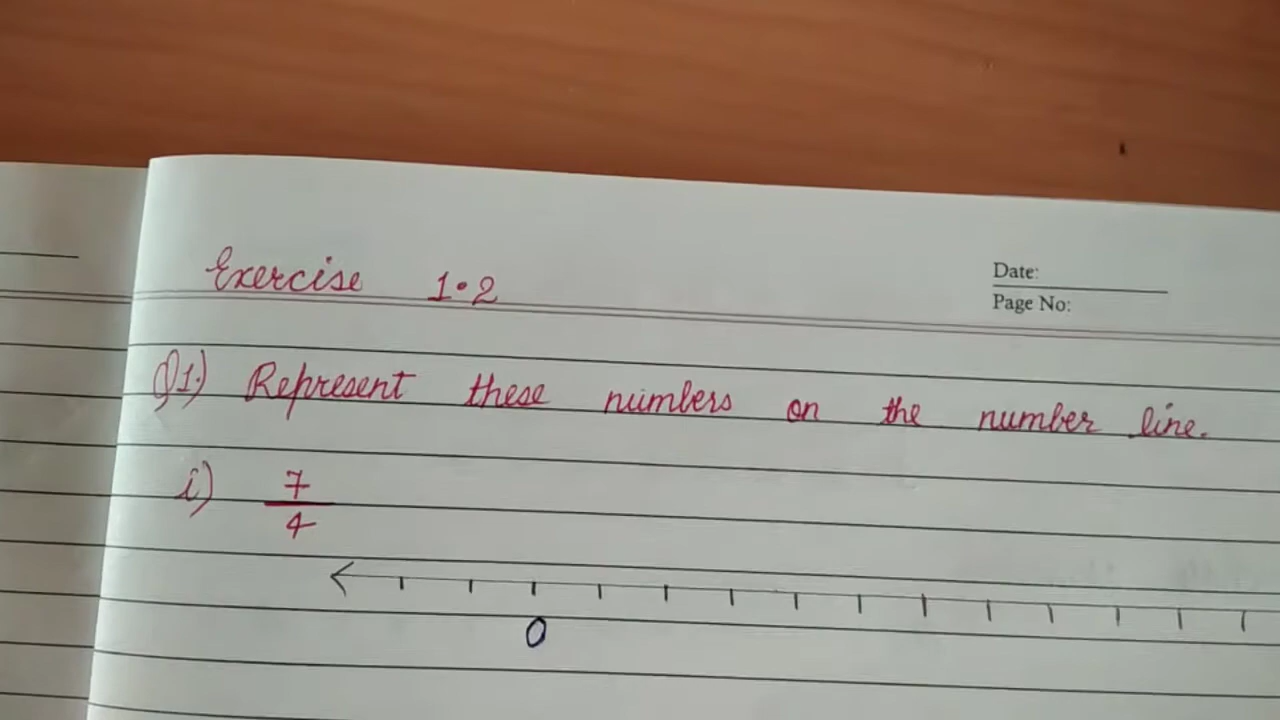 Exercise 1.2
Date:
Page No:
Q1.) Represent these numbers on the number line.
i) 7/4
0